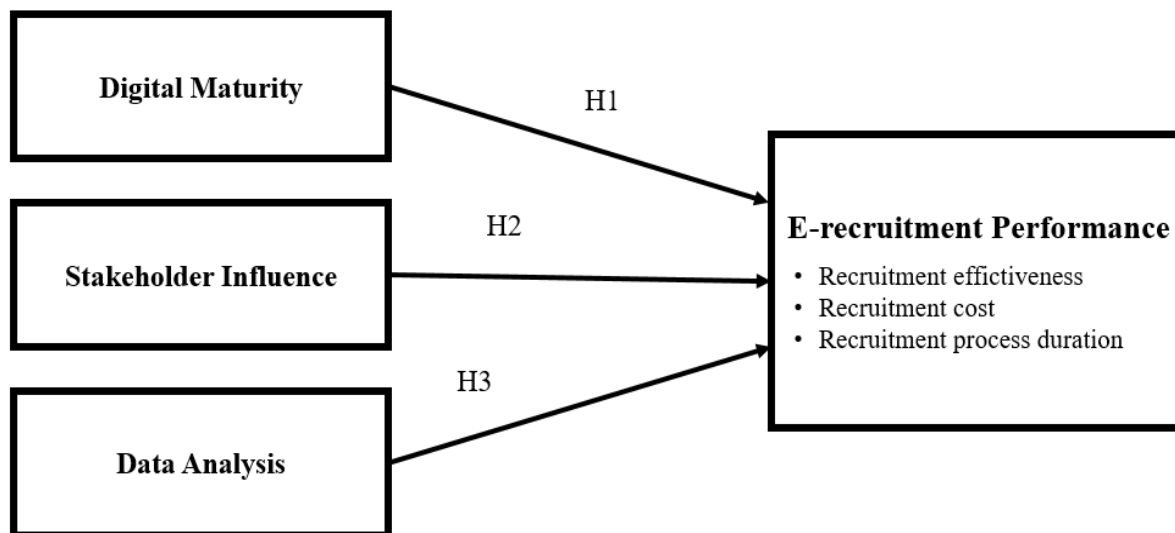 Digital Maturity
H1
Stakeholder Influence
H2
Data Analysis
H3
E-recruitment Performance
• Recruitment effictiveness
• Recruitment cost
• Recruitment process duration